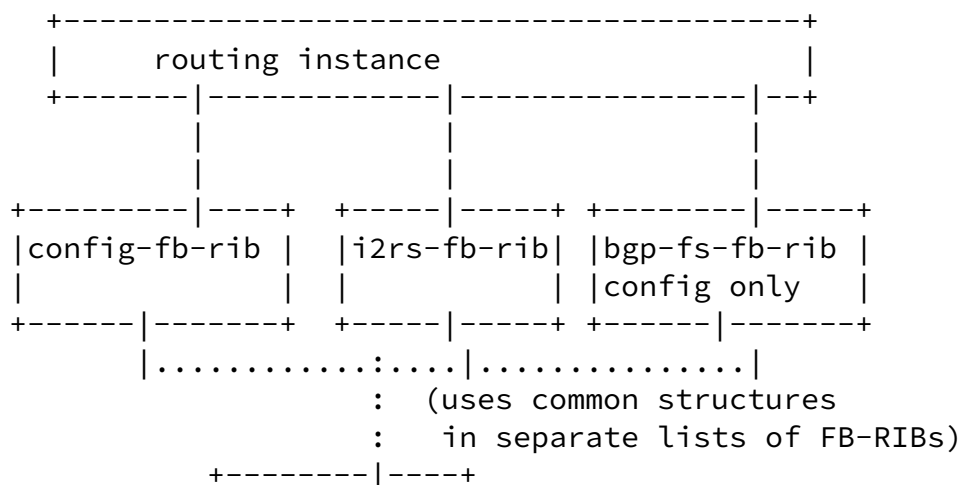 +---------------------------------------+
| routing instance |
+-------|-------------|----------------|--+
| | |
| | |
+---------|----+ +-----|-----+ +--------|-----+
|config-fb-rib | |i2rs-fb-rib| |bgp-fs-fb-rib |
| | | | |config only |
+------|-------+ +-----|-----+ +------|-------+
|............:....|...............|
: (uses common structures
: in separate lists of FB-RIBs)
+--------|----+